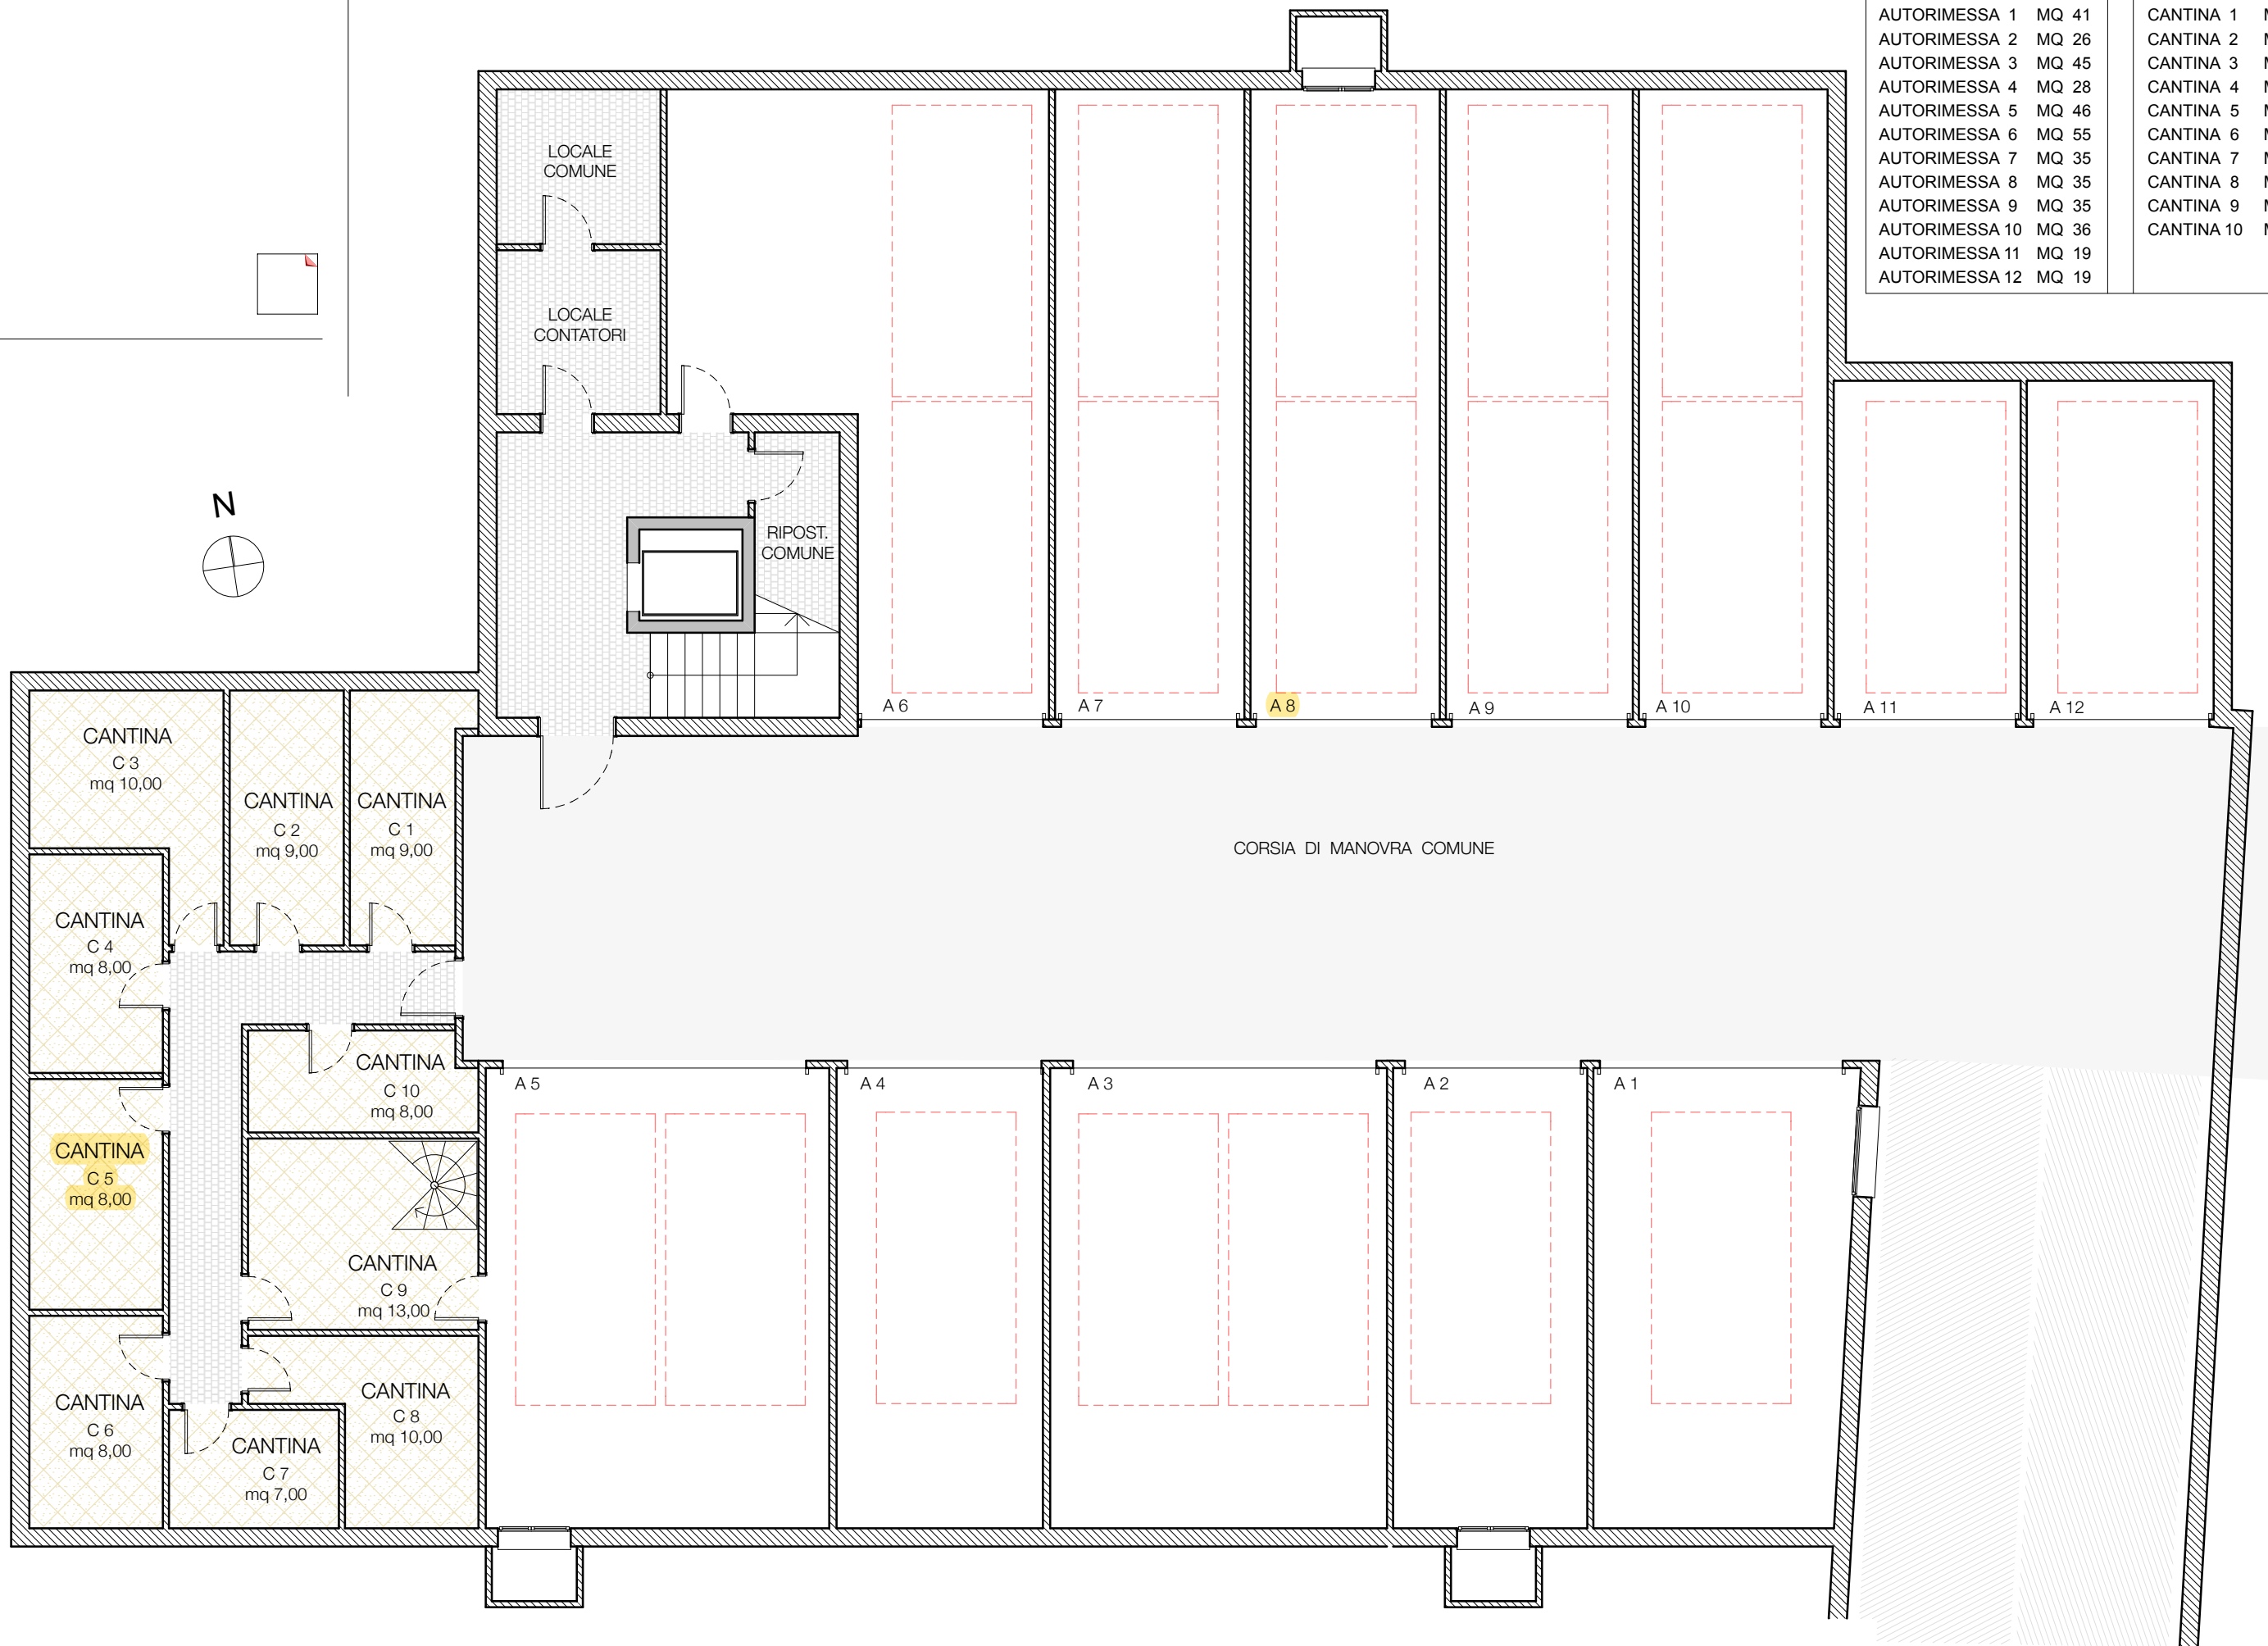 AUTORIMESSA 1 MQ 41
AUTORIMESSA 2 MQ 26
AUTORIMESSA 3 MQ 45
AUTORIMESSA 4 MQ 28
AUTORIMESSA 5 MQ 46
AUTORIMESSA 6 MQ 55
AUTORIMESSA 7 MQ 35
AUTORIMESSA 8 MQ 35
AUTORIMESSA 9 MQ 35
AUTORIMESSA 10 MQ 36
AUTORIMESSA 11 MQ 19
AUTORIMESSA 12 MQ 19
CANTINA 1
CANTINA 2
CANTINA 3
CANTINA 4
CANTINA 5
CANTINA 6
CANTINA 7
CANTINA 8
CANTINA 9
CANTINA 10
LOCALE
COMUNE
LOCALE
CONTATORI
N
RIPOST.
COMUNE
A 6
A 7
A 8
A 9
A 10
A 11
A 12
CANTINA
C 3
mq 10,00
CANTINA
C 2
mq 9,00
CANTINA
C 1
mq 9,00
CORSIA DI MANOVRA COMUNE
CANTINA
C 4
mq 8,00
CANTINA
C 10
mq 8,00
A 5
A 4
A 3
A 2
A 1
CANTINA
C 5
mq 8,00
CANTINA
C 9
mq 13,00
CANTINA
C 6
mq 8,00
CANTINA
C 8
mq 10,00
CANTINA
C 7
mq 7,00